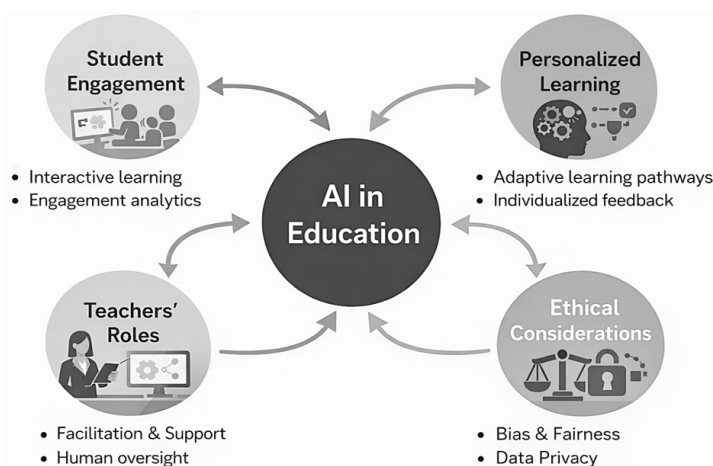 Student
Engagement
• Interactive learning
• Engagement analytics
Personalized
Learning
• Adaptive learning pathways
• Individualized feedback
AI in
Education
Teachers'
Roles
• Facilitation & Support
• Human oversight
Ethical
Considerations
• Bias & Fairness
• Data Privacy